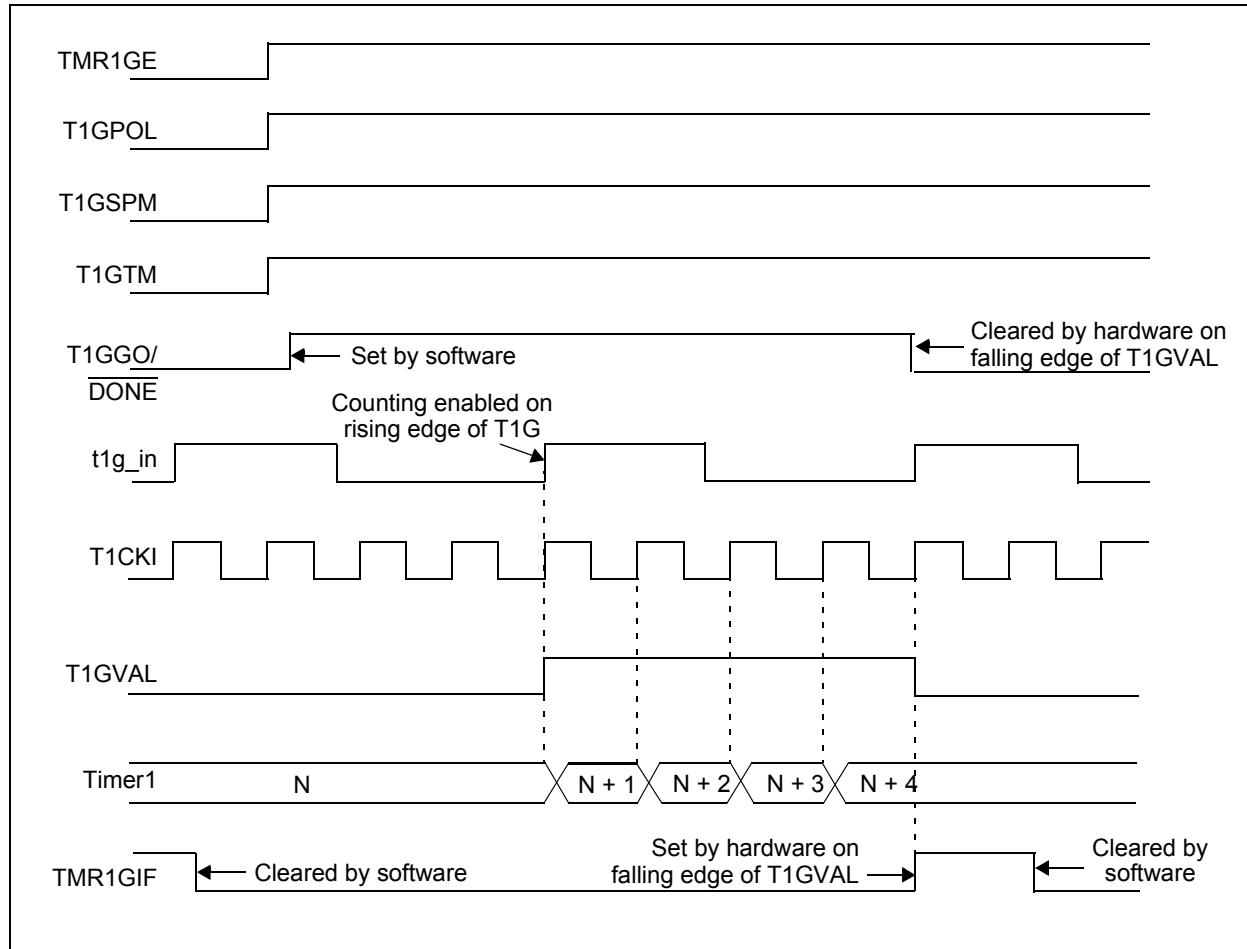 TMR1GE
T1GPOL
T1GSPM
T1GTM
T1GGO/
DONE
Set by software
Cleared by hardware on
falling edge of T1GVAL
Counting enabled on
rising edge of T1G
t1g_in
T1CKI
T1GVAL
Timer1
N
N + 1
N + 2
N + 3
N + 4
TMR1GIF
Cleared by software
Set by hardware on
falling edge of T1GVAL
Cleared by
software